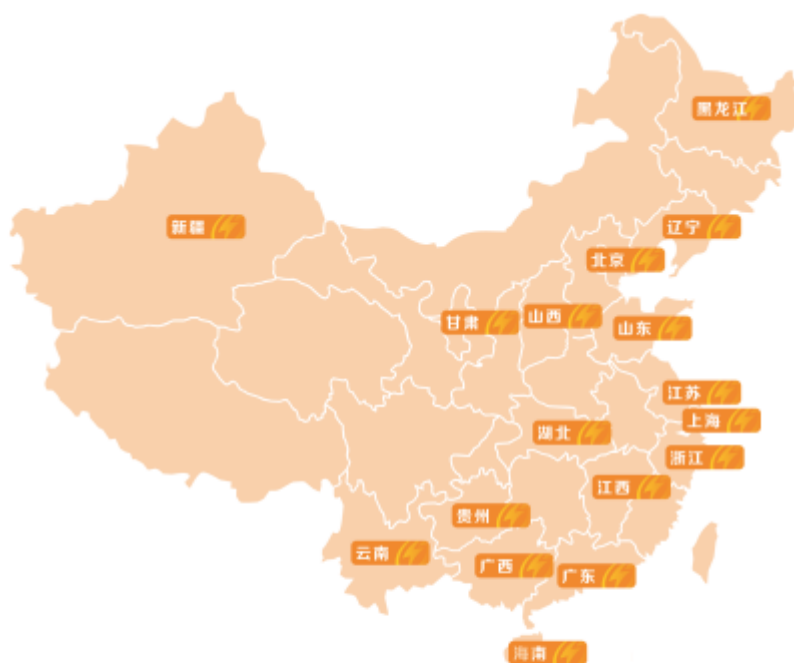 黑龙江
新疆
辽宁
北京
甘肃
山西
山东
江苏
上海
湖北
浙江
江西
贵州
云南
广西
广东
海南